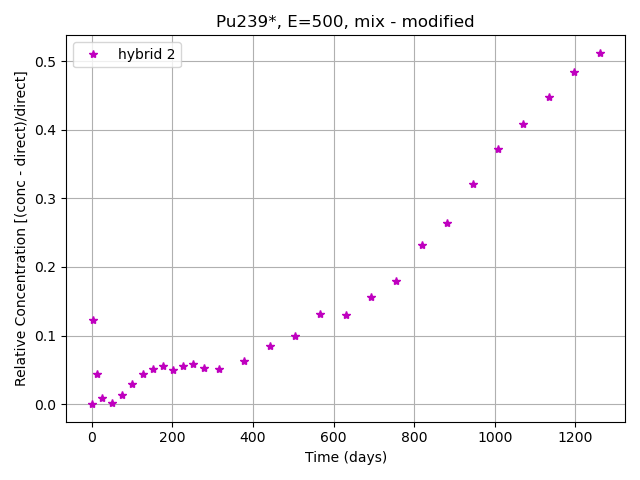 Pu239*, E=500, mix - modified
hybrid 2
Relative Concentration [(conc - direct)/direct]
0.5
0.4
0.3
0.2
0.1
0.0
0 200 400 600 800 1000 1200
Time (days)